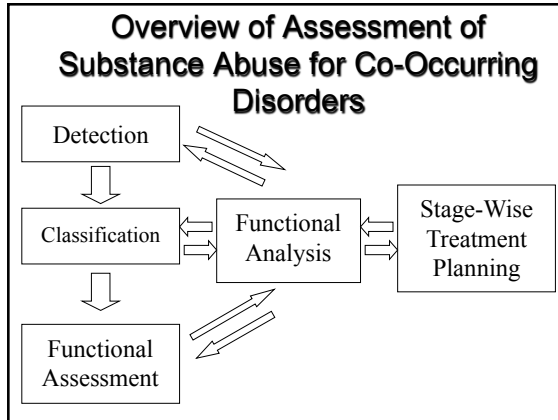 Overview of Assessment of
Substance Abuse for Co-Occurring
Disorders
Detection
Classification
Functional
Assessment
Functional
Analysis
Stage-Wise
Treatment
Planning